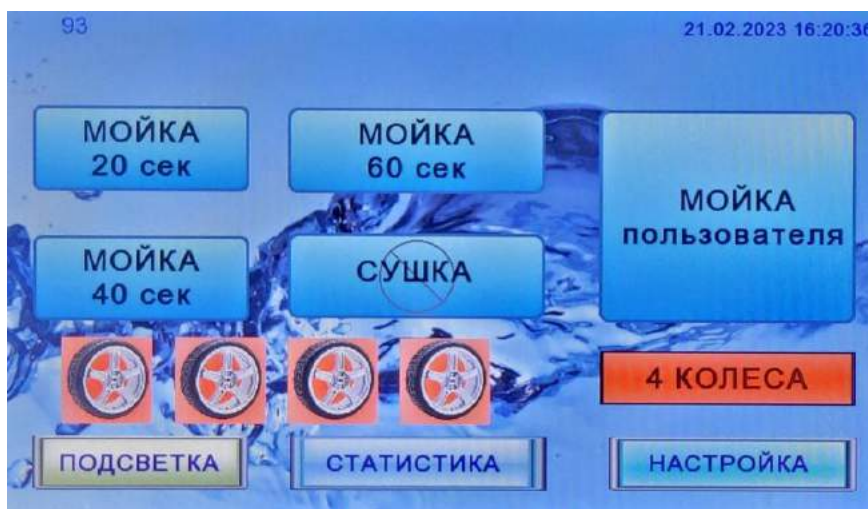 93
21.02.2023 16:20:36
МОЙКА
20 сек
МОЙКА
60 сек
МОЙКА
пользователя
МОЙКА
40 сек
СУШКА
4 КОЛЕСА
ПОДСВЕТКА
СТАТИСТИКА
НАСТРОЙКА